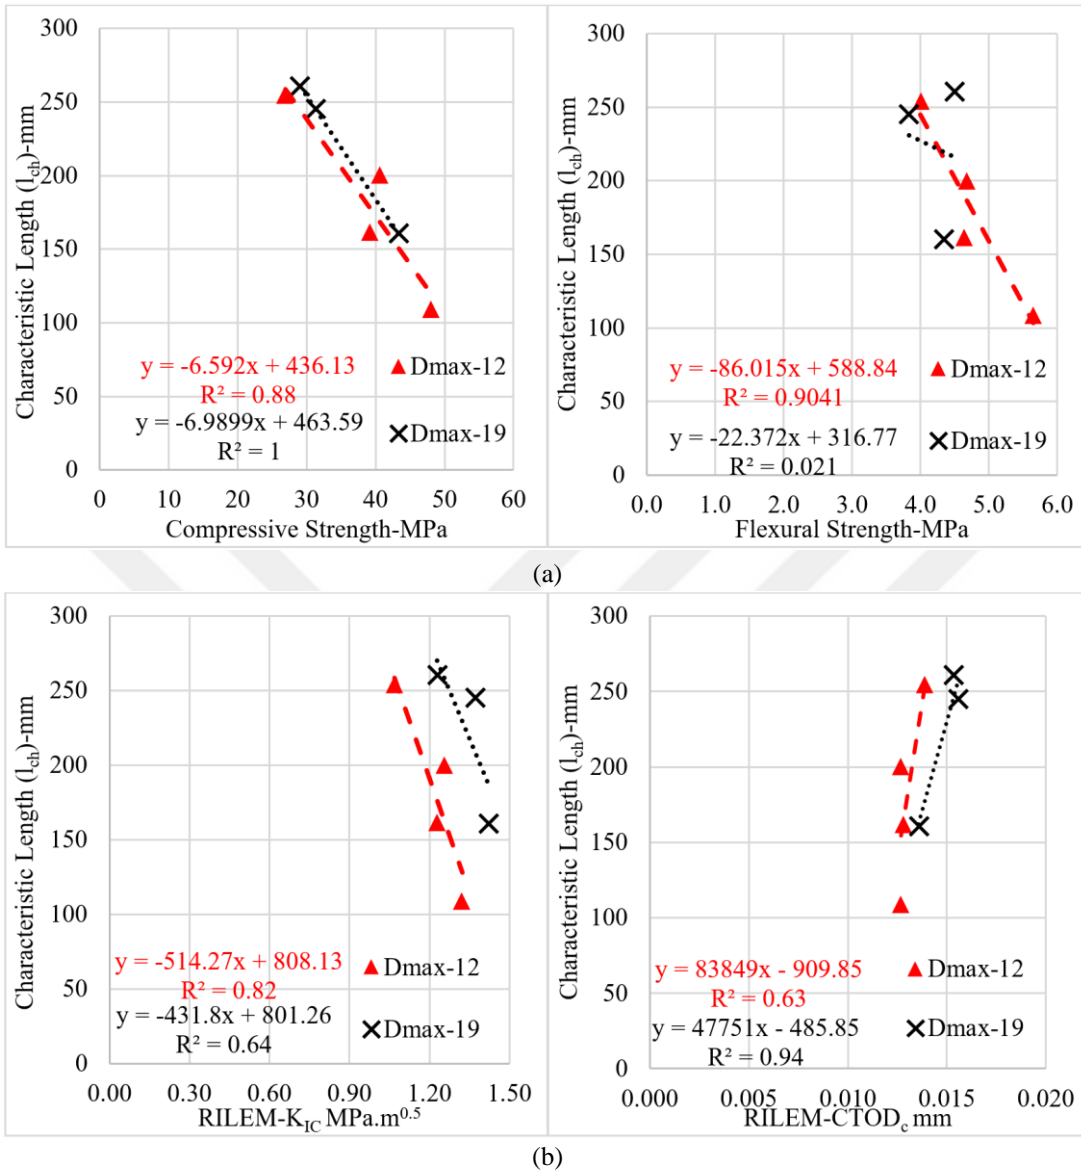 300
250
200
150
100
50
0
Characteristic Length (lch)-mm
y = -6.592x + 436.13
R² = 0.88
y = -6.9899x + 463.59
R² = 1
Dmax-12
Dmax-19
0 10 20 30 40 50 60
Compressive Strength-MPa
300
250
200
150
100
50
0
Characteristic Length (lch)-mm
y = -86.015x + 588.84
R² = 0.9041
y = -22.372x + 316.77
R² = 0.021
Dmax-12
Dmax-19
0.0 1.0 2.0 3.0 4.0 5.0 6.0
Flexural Strength-MPa
(a)
300
250
200
150
100
50
0
Characteristic Length (lch)-mm
y = -514.27x + 808.13
R² = 0.82
y = -431.8x + 801.26
R² = 0.64
Dmax-12
Dmax-19
0.00 0.30 0.60 0.90 1.20 1.50
RILEM-KIC MPa.m0.5
300
250
200
150
100
50
0
Characteristic Length (lch)-mm
y = 83849x - 909.85
R² = 0.63
y = 47751x - 485.85
R² = 0.94
Dmax-12
Dmax-19
0.000 0.005 0.010 0.015 0.020
RILEM-CTODc mm
(b)